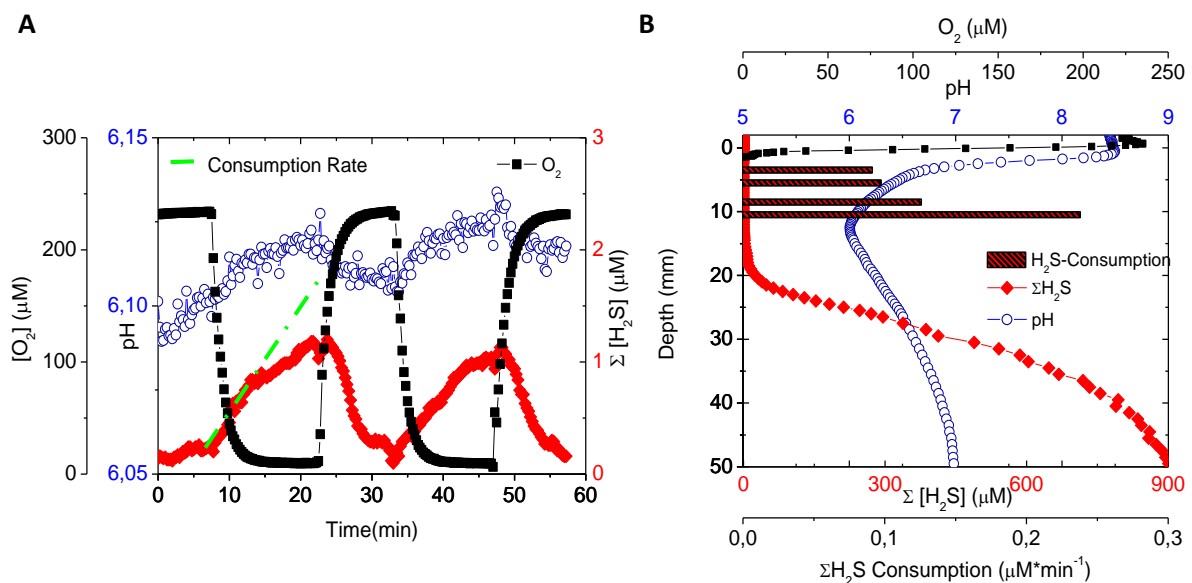 A
300
200
100
0
[O₂] (µM)
6,15
6,10
6,05
pH
Consumption Rate
O₂
3
2
1
0
Σ [H₂S] (µM)
0 10 20 30 40 50 60
Time(min)
B
O₂ (µM)
0 50 100 150 200 250
pH
5 6 7 8 9
0
10
20
30
40
50
Depth (mm)
H₂S-Consumption
ΣH₂S
pH
0 300 600 900
Σ [H₂S] (µM)
0,0 0,1 0,2 0,3
ΣH₂S Consumption (µM*min⁻¹)